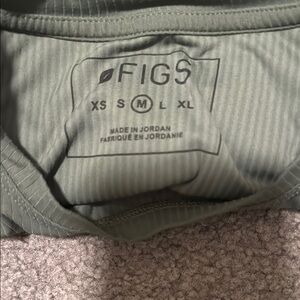 FIGS
XS S M L XL
MADE IN JORDAN
FABRIQUÉ EN JORDANIE